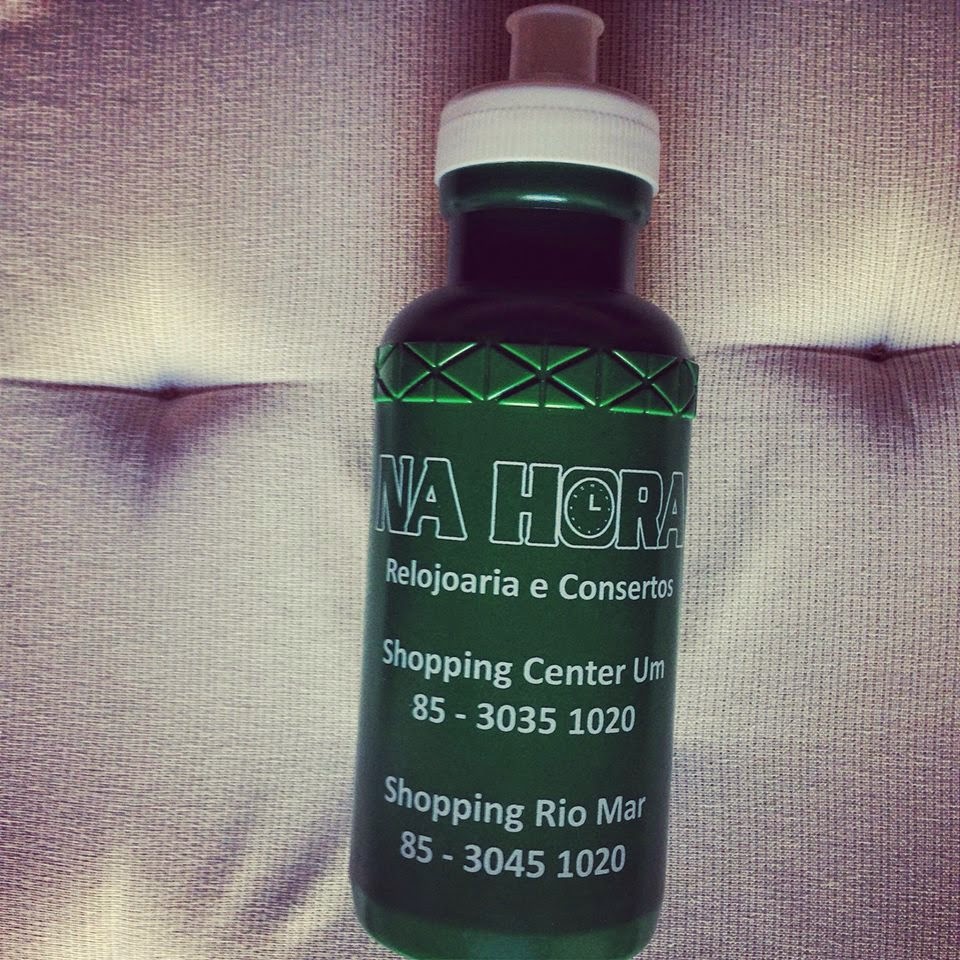 NA HORA
Relojoaria e Consertos
Shopping Center Um
85 - 3035 1020
Shopping Rio Mar
85 - 3045 1020